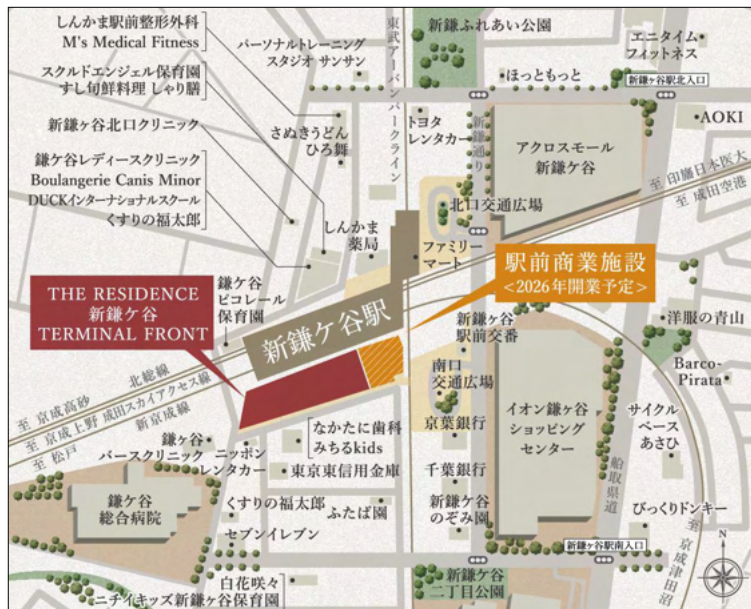 しんかま駅前整形外科
M's Medical Fitness
スクルドエンジェル保育園
すし旬鮮料理 しゃり膳
新鎌ヶ谷北口クリニック
鎌ケ谷レディースクリニック
Boulangerie Canis Minor
DUCKインターナショナルスクール
くすりの福太郎
パーソナルトレーニング
スタジオ サンサン
さぬきうどん
ひろ舞
しんかま
薬局
東武アーバンパークライン
新鎌ふれあい公園
ほっともっと
エニタイム
フィットネス
新鎌ケ谷駅北入口
AOKI
トヨタ
レンタカー
新鎌通り
アクロスモール
新鎌ケ谷
至 印旛日本医大
至 成田空港
北口交通広場
ファミリー
マート
駅前商業施設
<2026年開業予定>
THE RESIDENCE
新鎌ケ谷
TERMINAL FRONT
鎌ケ谷
ピコレール
保育園
新鎌ケ谷駅
新鎌ケ谷
駅前交番
南口
交通広場
洋服の青山
Barco-
Pirata
北総線
至 京成高砂
成田スカイアクセス線
至 京成上野
新京成線
至 松戸
鎌ケ谷
バースクリニック
ニッポン
レンタカー
なかたに歯科
みちるkids
東京東信用金庫
京葉銀行
千葉銀行
イオン鎌ケ谷
ショッピング
センター
サイクル
ベース
あさひ
船取県道
びっくりドンキー
鎌ケ谷
総合病院
くすりの福太郎
ふたば園
セブンイレブン
新鎌ケ谷
のぞみ園
新鎌ケ谷駅南入口
至 京成津田沼
白花咲々
ニチイキッズ新鎌ヶ谷保育園
新鎌ケ谷
二丁目公園
N